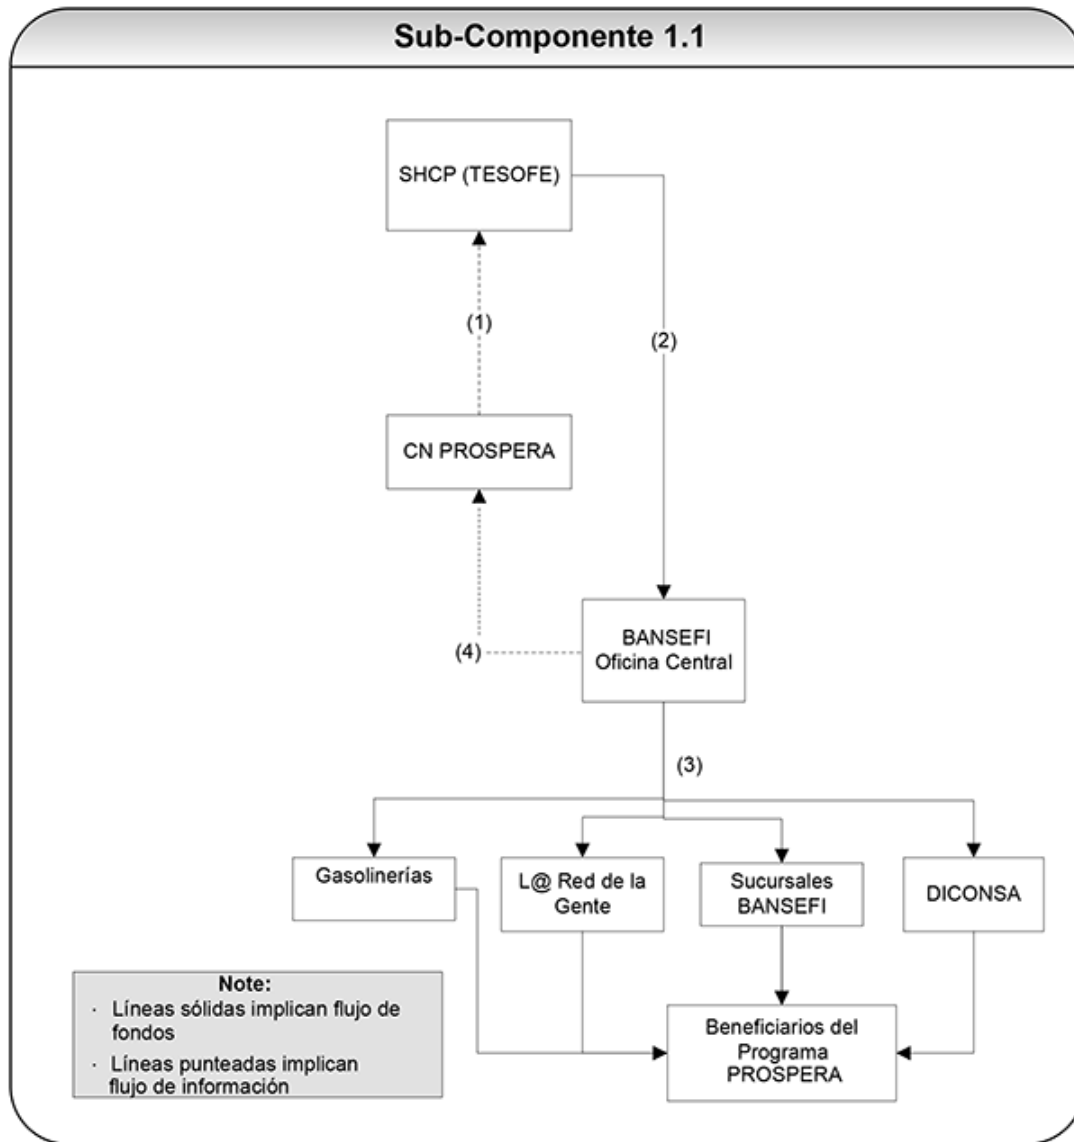 Sub-Componente 1.1
SHCP (TESOFE)
(1)
(2)
CN PROSPERA
BANSEFI
Oficina Central
(4)
(3)
Gasolinerías
L@ Red de la
Gente
Sucursales
BANSEFI
DICONSA
Note:
· Líneas sólidas implican flujo de
fondos
· Líneas punteadas implican
flujo de información
Beneficiarios del
Programa
PROSPERA